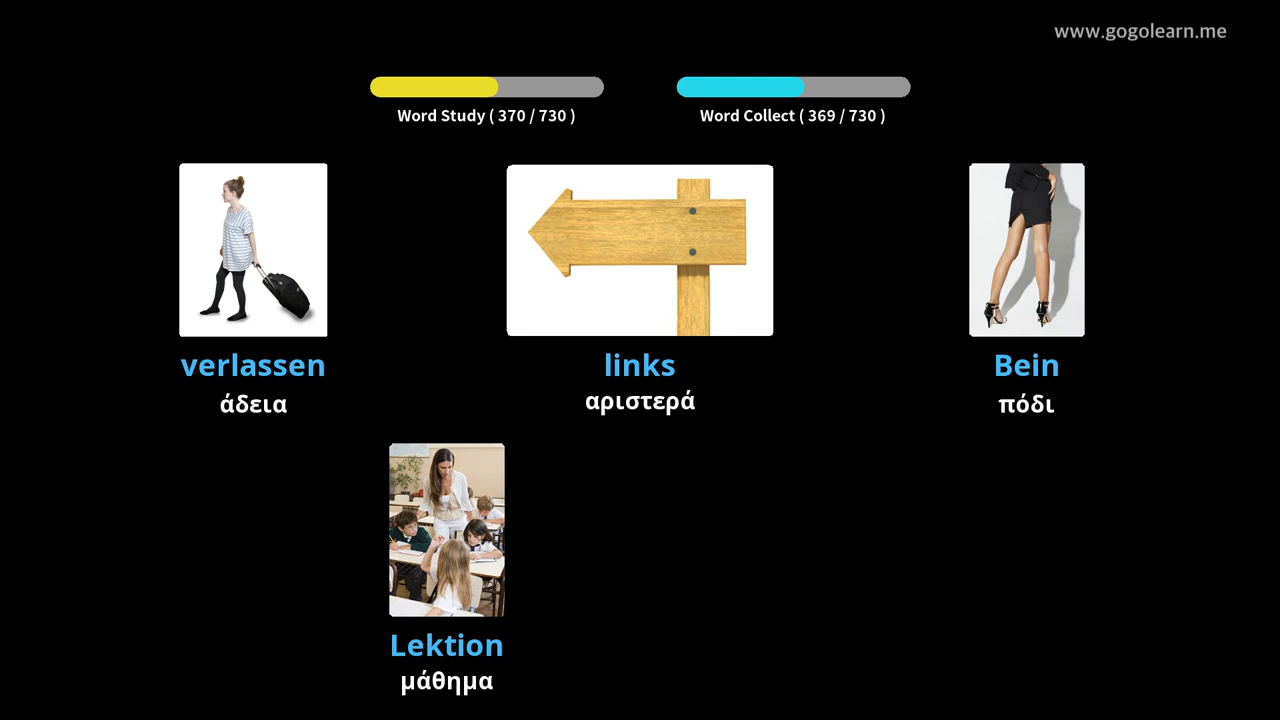 www.gogolearn.me
Word Study ( 370 / 730 )
Word Collect ( 369 / 730 )
verlassen
άδεια
links
αριστερά
Bein
πόδι
Lektion
μάθημα